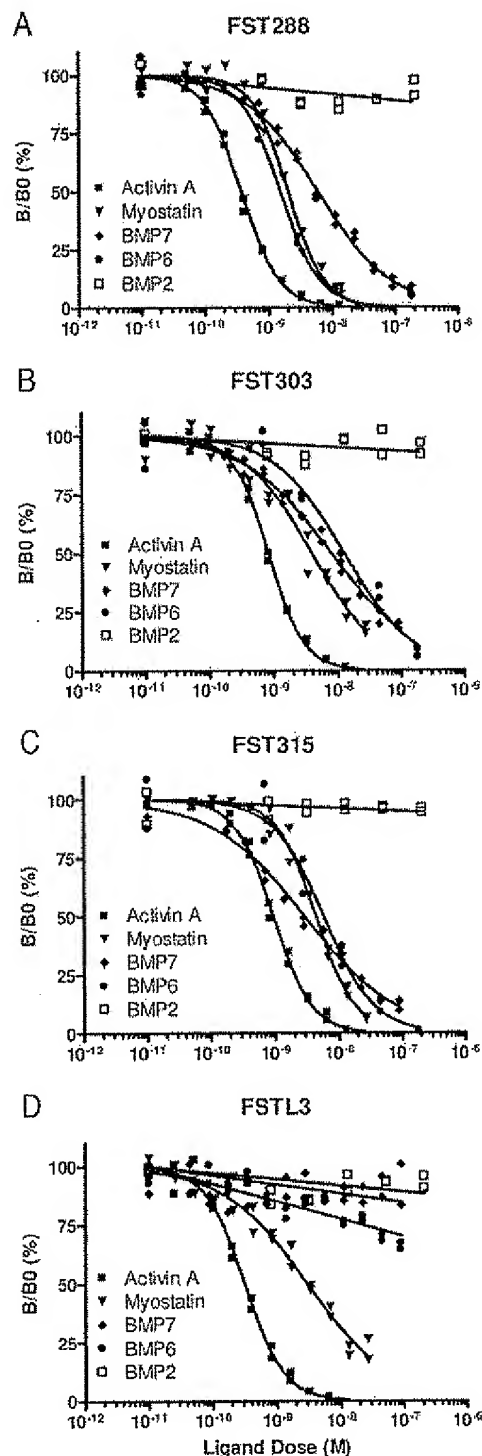 A
FST288
B/B0 (%)
100
75
50
25
0
Activin A
Myostatin
BMP7
BMP6
BMP2
10-12 10-11 10-10 10-9 10-8 10-7 10-6
B
FST303
B/B0 (%)
100
75
50
25
0
Activin A
Myostatin
BMP7
BMP6
BMP2
10-12 10-11 10-10 10-9 10-8 10-7 10-6
C
FST315
B/B0 (%)
100
75
50
25
0
Activin A
Myostatin
BMP7
BMP6
BMP2
10-12 10-11 10-10 10-9 10-8 10-7 10-6
D
FSTL3
B/B0 (%)
100
75
50
25
0
Activin A
Myostatin
BMP7
BMP6
BMP2
10-12 10-11 10-10 10-9 10-8 10-7 10-6
Ligand Dose (M)